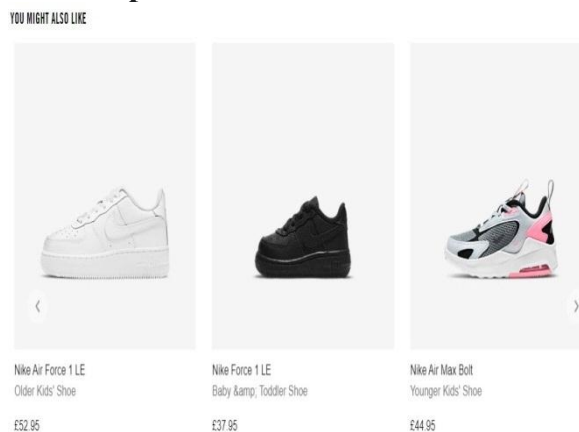 YOU MIGHT ALSO LIKE
Nike Air Force 1 LE
Older Kids' Shoe
£52.95
Nike Force 1 LE
Baby &amp; Toddler Shoe
£37.95
Nike Air Max Bolt
Younger Kids' Shoe
£44.95